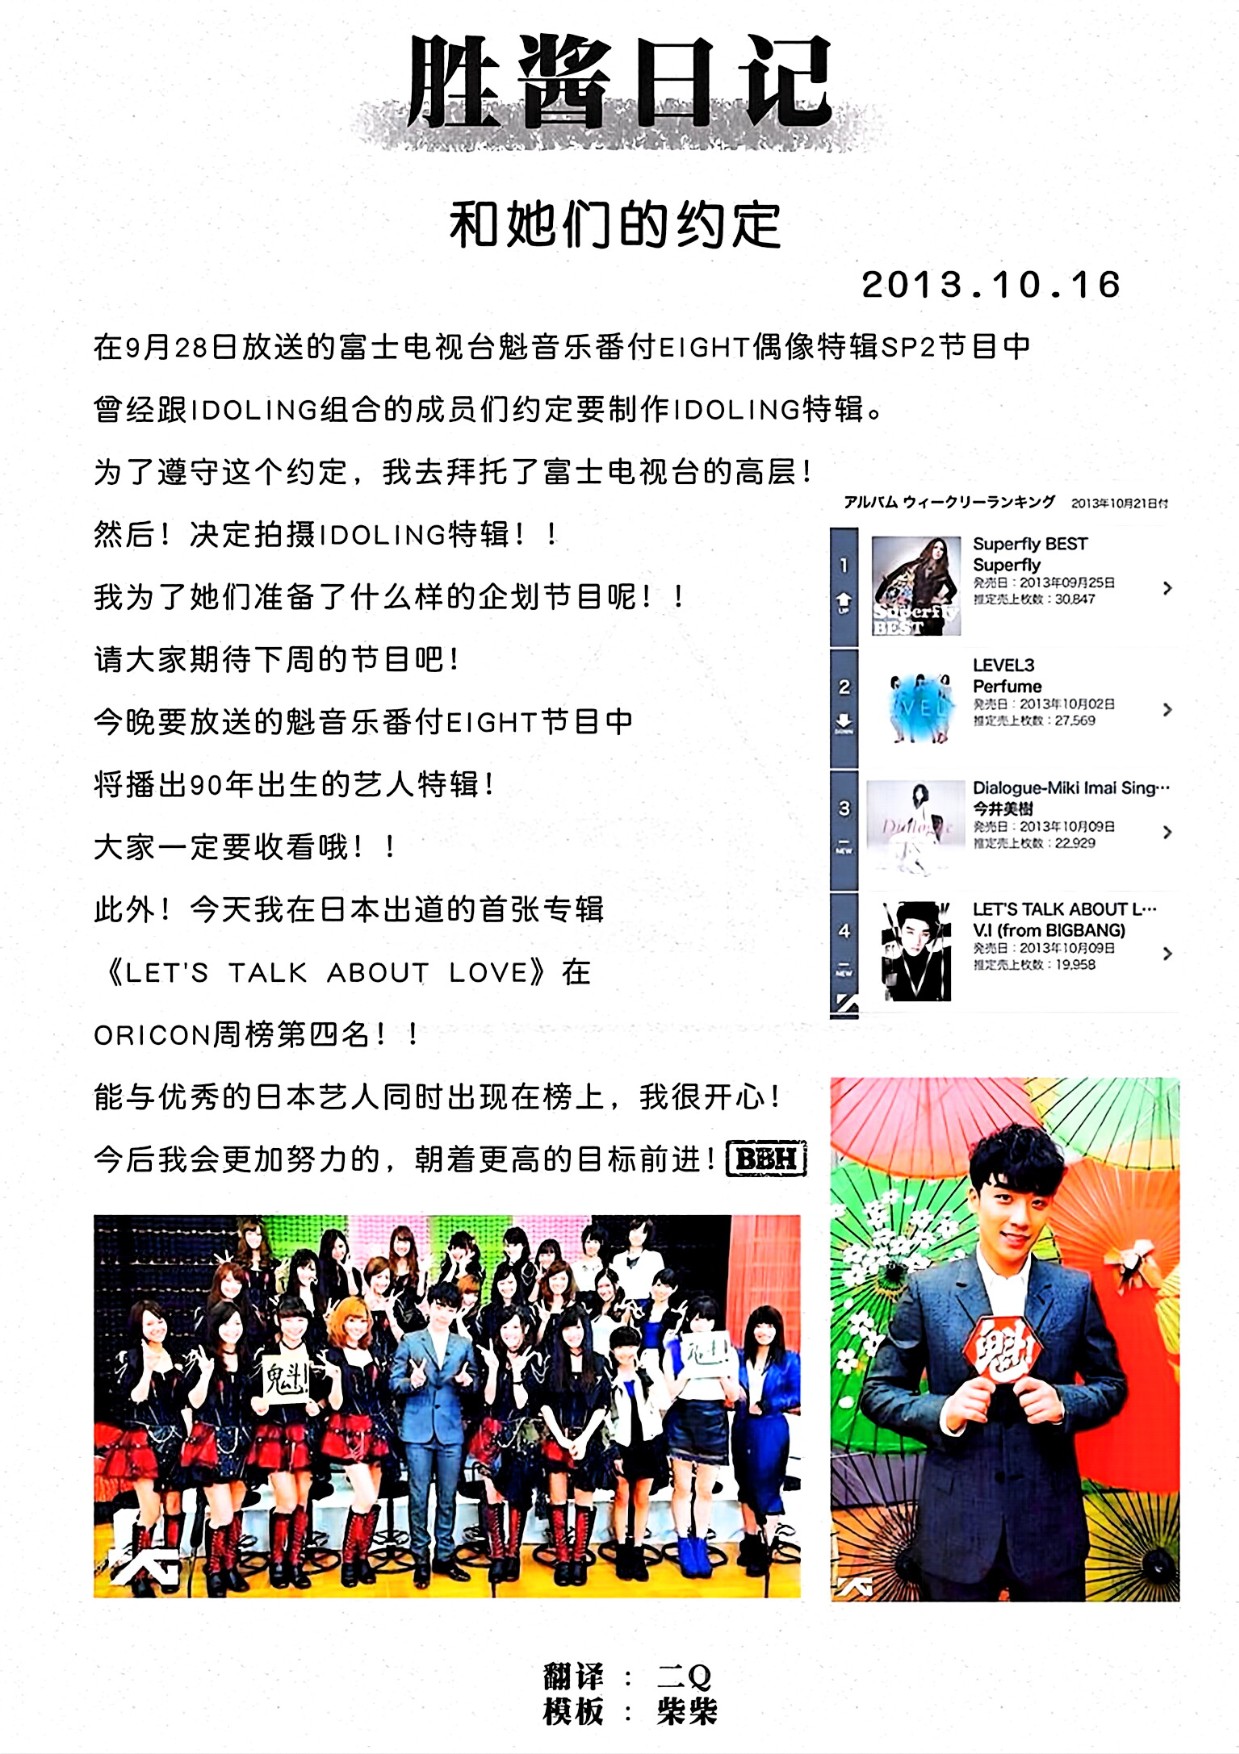 胜酱日记
和她们的约定
2013.10.16
在9月28日放送的富士电视台魁音乐番付EIGHT偶像特辑SP2节目中
曾经跟IDOLING组合的成员们约定要制作IDOLING特辑。
为了遵守这个约定，我去拜托了富士电视台的高层！
然后！决定拍摄IDOLING特辑！！
我为了她们准备了什么样的企划节目呢！！
请大家期待下周的节目吧！
今晚要放送的魁音乐番付EIGHT节目中
将播出90年出生的艺人特辑！
大家一定要收看哦！！
此外！今天我在日本出道的首张专辑
《LET'S TALK ABOUT LOVE》在
ORICON周榜第四名！！
能与优秀的日本艺人同时出现在榜上，我很开心！
今后我会更加努力的，朝着更高的目标前进！
BBH
アルバム ウィークリーランキング 2013年10月21日付
1
UP
Superfly BEST
Superfly
発売日：2013年09月25日
推定売上枚数：30,847
Superfly
BEST
2
DOWN
LEVEL3
Perfume
発売日：2013年10月02日
推定売上枚数：27,569
3
NEW
Dialogue-Miki Imai Sing…
今井美樹
発売日：2013年10月09日
推定売上枚数：22,929
Dialogue
4
NEW
LET'S TALK ABOUT L…
V.I (from BIGBANG)
発売日：2013年10月09日
推定売上枚数：19,958
魁!
魁!
魁!
YG
YG
翻译 ： 二Q
模板 ： 柴柴